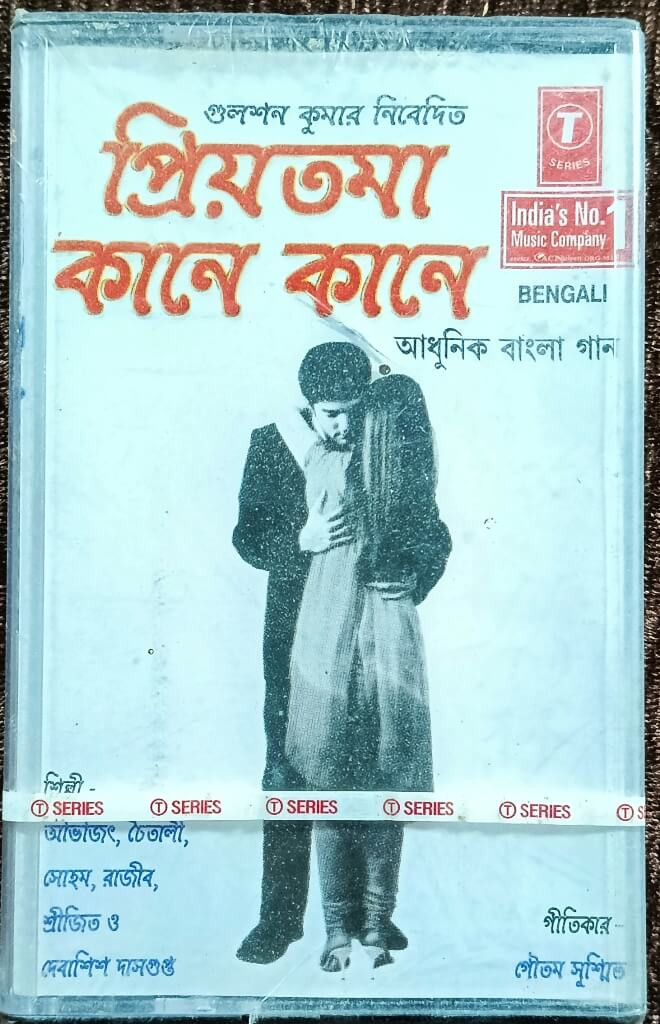 গুলশন কুমার নিবেদিত
প্রিয়তমা
কানে কানে
T
SERIES
India's No. 1
Music Company
BENGALI
আধুনিক বাংলা গান
শিল্পী -
T SERIES T SERIES T SERIES T SERIES T SERIES T S
অভিজিৎ, চৈতালী,
সোহম, রাজীব,
শ্রীজিত ও
দেবাশিশ দাসগুপ্ত
গীতিকার -
গৌতম সুস্মিত